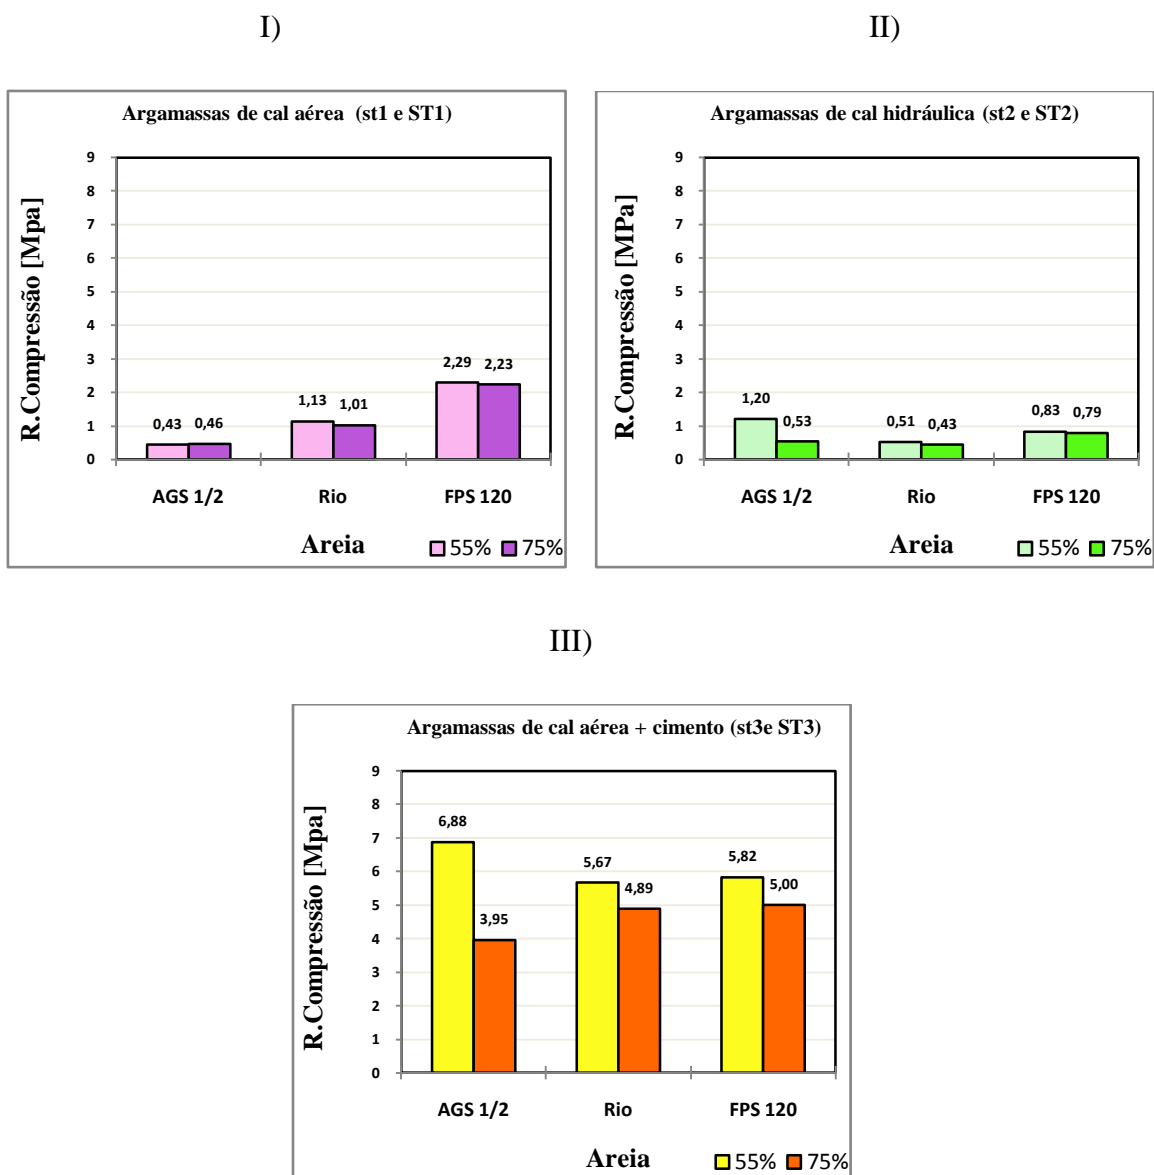 I)
II)
Argamassas de cal aérea (st1 e ST1)
R.Compressão [Mpa]
9
8
7
6
5
4
3
2
1
0
0,43
0,46
1,13
1,01
2,29
2,23
AGS 1/2
Rio
FPS 120
Areia
55%
75%
Argamassas de cal hidráulica (st2 e ST2)
R.Compressão [MPa]
9
8
7
6
5
4
3
2
1
0
1,20
0,53
0,51
0,43
0,83
0,79
AGS 1/2
Rio
FPS 120
Areia
55%
75%
III)
Argamassas de cal aérea + cimento (st3e ST3)
R.Compressão [Mpa]
9
8
7
6
5
4
3
2
1
0
6,88
3,95
5,67
4,89
5,82
5,00
AGS 1/2
Rio
FPS 120
Areia
55%
75%